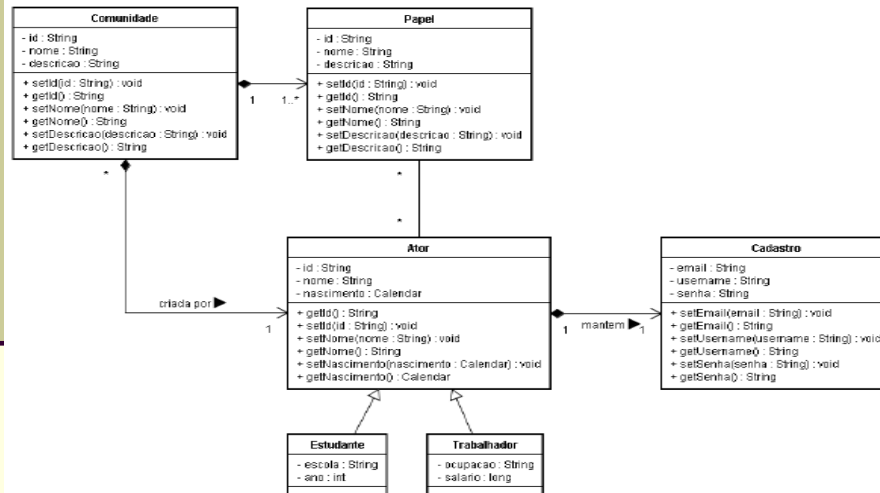 Comunidade
- id : String
- nome : String
- descricao : String
+ setId(id : String) : void
+ getId() : String
+ setNome(nome : String) : void
+ getNome() : String
+ setDescricao(descricao : String) : void
+ getDescricao() : String
1
1..*
Papel
- id : String
- nome : String
- descricao : String
+ setId(id : String) : void
+ getId() : String
+ setNome(nome : String) : void
+ getNome() : String
+ setDescricao(descricao : String) : void
+ getDescricao() : String
*
*
*
criada por
1
Ator
- id : String
- nome : String
- nascimento : Calendar
+ getId() : String
+ setId(id : String) : void
+ setNome(nome : String) : void
+ getNome() : String
+ setNascimento(nascimento : Calendar) : void
+ getNascimento() : Calendar
1
mantem
1
Cadastro
- email : String
- username : String
- senha : String
+ setEmail(email : String) : void
+ getEmail() : String
+ setUsername(username : String) : void
+ getUsername() : String
+ setSenha(senha : String) : void
+ getSenha() : String
Estudante
- escola : String
- ano : int
Trabalhador
- ocupacao : String
- salario : long